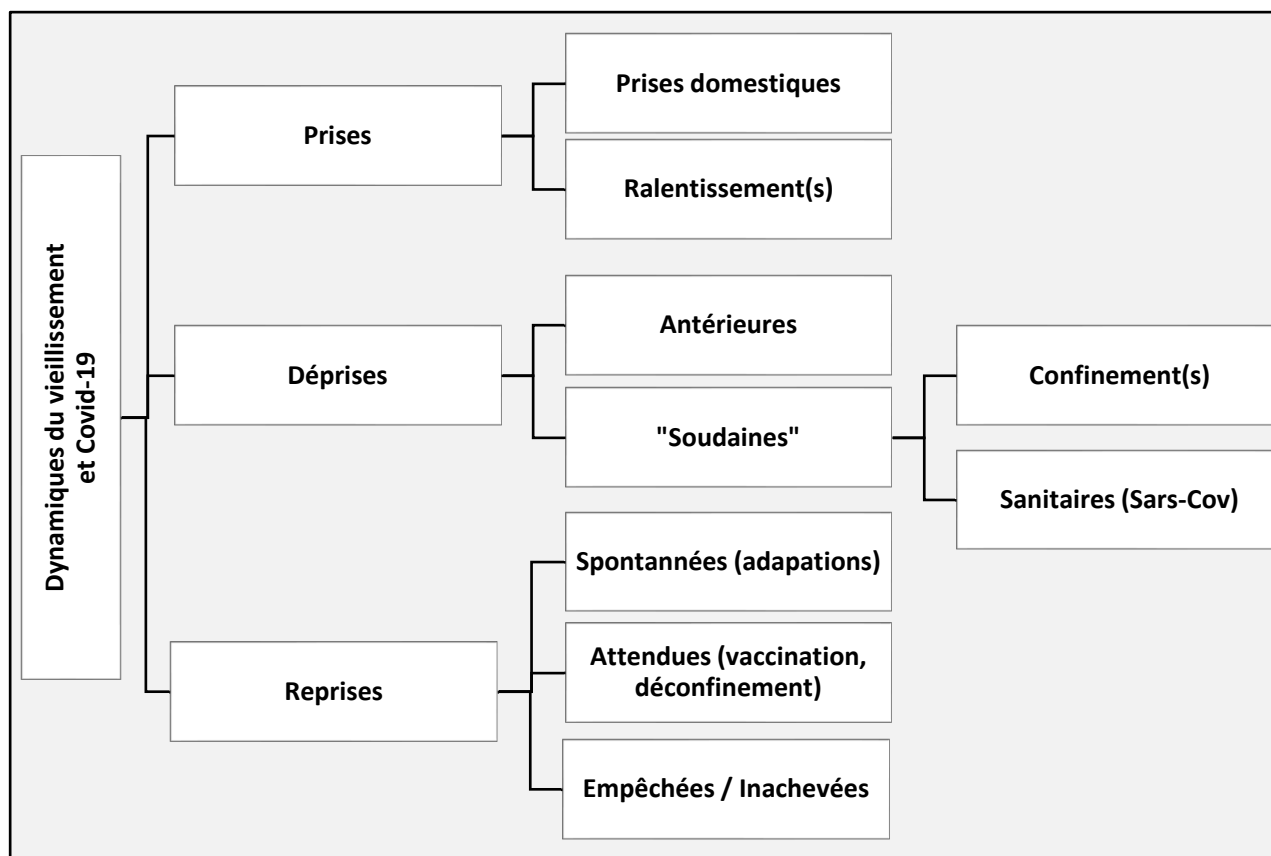 Dynamiques du vieillissement
et Covid-19
Prises
Prises domestiques
Ralentissement(s)
Déprises
Antérieures
"Soudaines"
Confinement(s)
Sanitaires (Sars-Cov)
Reprises
Spontannées (adapations)
Attendues (vaccination,
déconfinement)
Empêchées / Inachevées